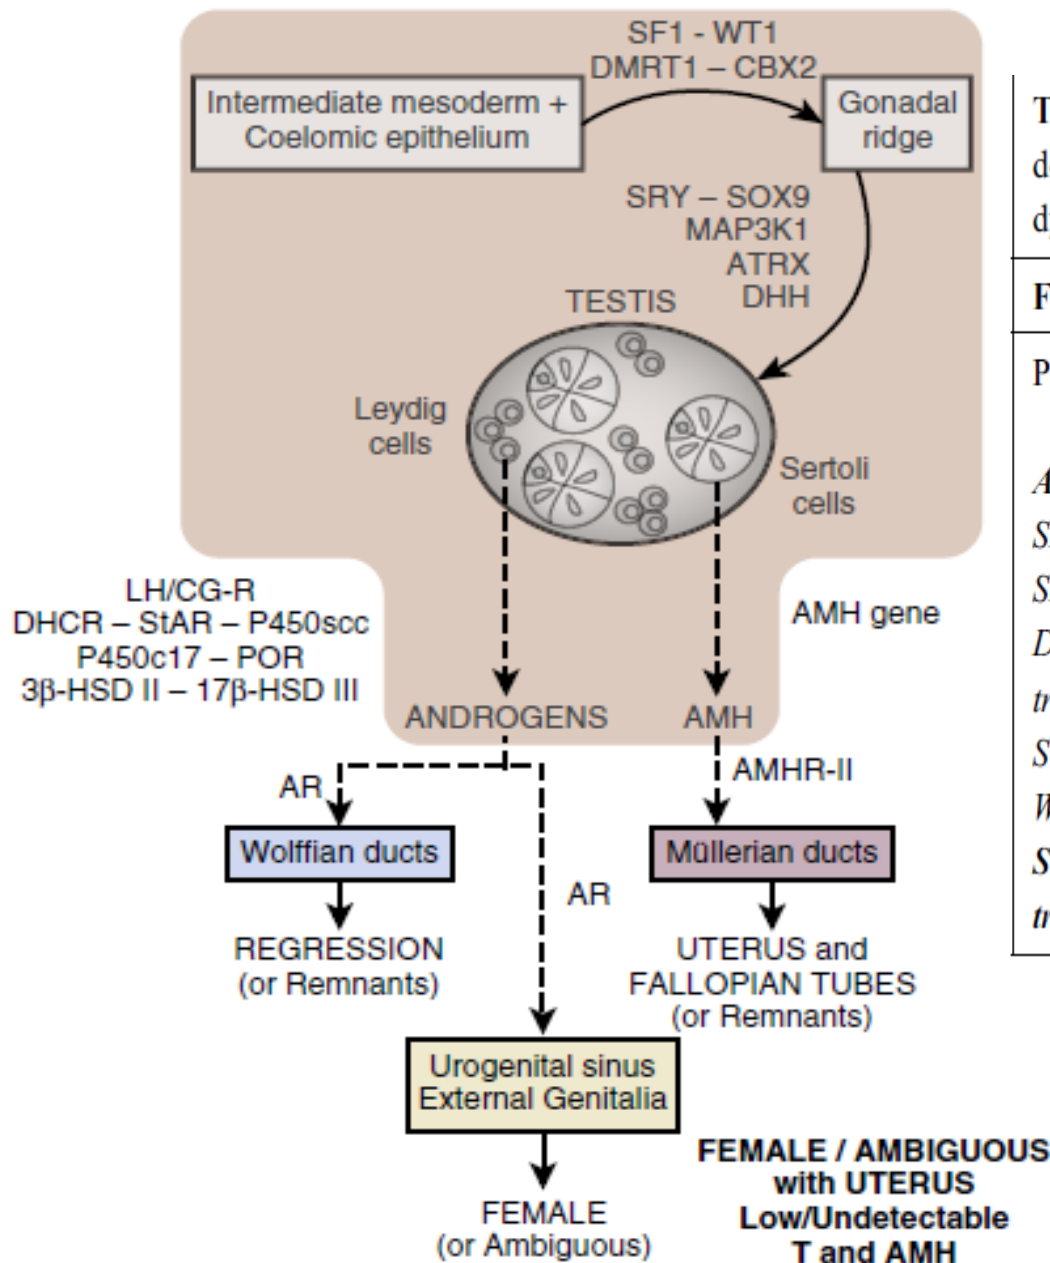 SF1 - WT1
DMRT1 – CBX2
Intermediate mesoderm +
Coelomic epithelium
Gonadal
ridge
SRY – SOX9
MAP3K1
ATRX
DHH
TESTIS
Leydig
cells
Sertoli
cells
LH/CG-R
DHCR – StAR – P450scc
P450c17 – POR
3β-HSD II – 17β-HSD III
AMH gene
ANDROGENS
AMH
AR
AMHR-II
Wolffian ducts
Müllerian ducts
AR
REGRESSION
(or Remnants)
UTERUS and
FALLOPIAN TUBES
(or Remnants)
Urogenital sinus
External Genitalia
FEMALE
(or Ambiguous)
FEMALE / AMBIGUOUS
with UTERUS
Low/Undetectable
T and AMH